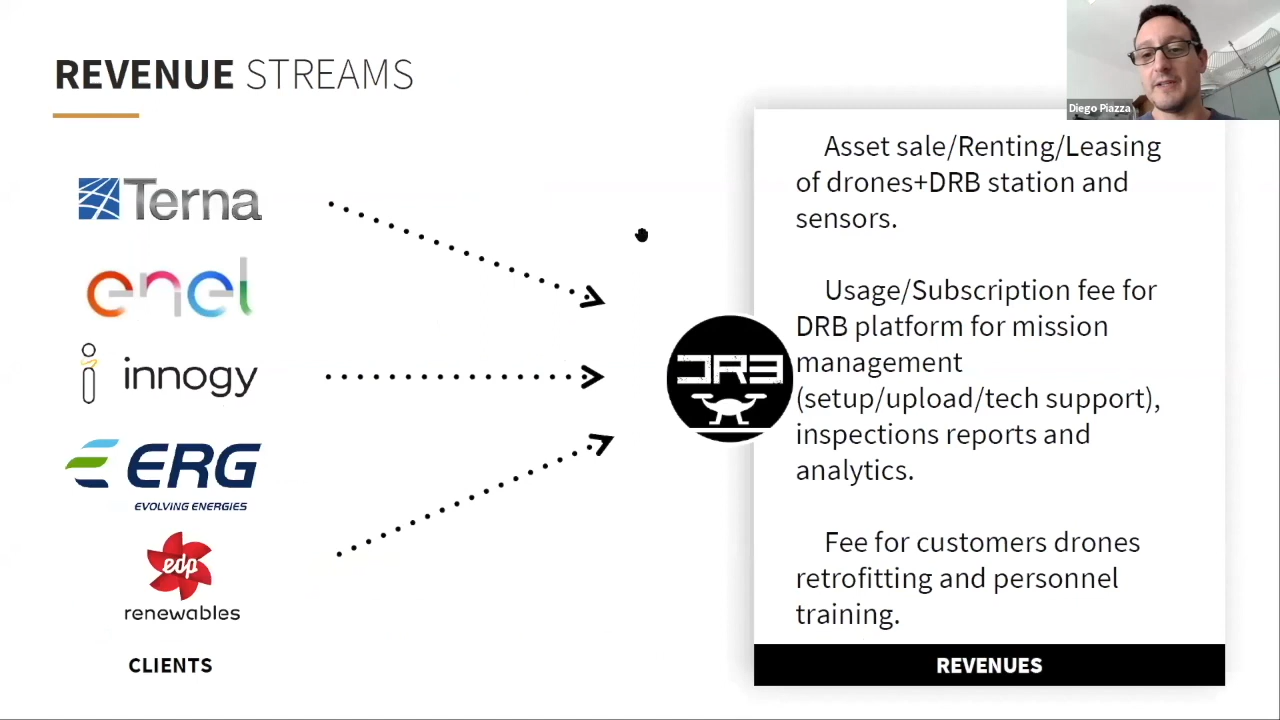 REVENUE STREAMS
Diego Piazza
Terna
enel
innogy
ERG
EVOLVING ENERGIES
edp
renewables
CLIENTS
DRB
Asset sale/Renting/Leasing
of drones+DRB station and
sensors.
Usage/Subscription fee for
DRB platform for mission
management
(setup/upload/tech support),
inspections reports and
analytics.
Fee for customers drones
retrofitting and personnel
training.
REVENUES